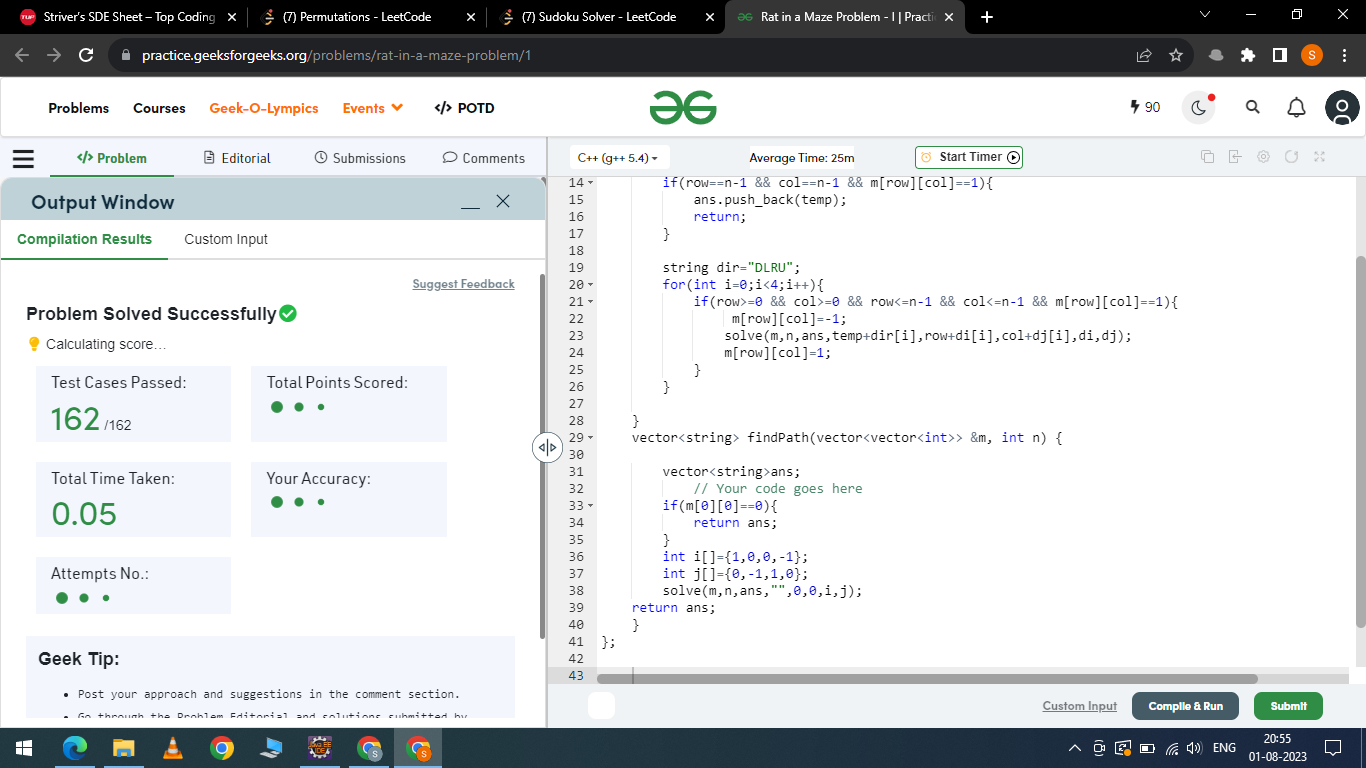 Striver's SDE Sheet – Top Coding
(7) Permutations - LeetCode
(7) Sudoku Solver - LeetCode
Rat in a Maze Problem - I | Practi
practice.geeksforgeeks.org/problems/rat-in-a-maze-problem/1
S
Problems
Courses
Geek-O-Lympics
Events
</> POTD
90
</> Problem
Editorial
Submissions
Comments
C++ (g++ 5.4)
Average Time: 25m
Start Timer
Output Window
Compilation Results
Custom Input
Suggest Feedback
Problem Solved Successfully
Calculating score...
Test Cases Passed:
162 /162
Total Points Scored:
Total Time Taken:
0.05
Your Accuracy:
Attempts No.:
Geek Tip:
• Post your approach and suggestions in the comment section.
• Go through the Problem Editorial and solutions submitted by
14 if(row==n-1 && col==n-1 && m[row][col]==1){
15 ans.push_back(temp);
16 return;
17 }
18
19 string dir="DLRU";
20 for(int i=0;i<4;i++){
21 if(row>=0 && col>=0 && row<=n-1 && col<=n-1 && m[row][col]==1){
22 m[row][col]=-1;
23 solve(m,n,ans,temp+dir[i],row+di[i],col+dj[i],di,dj);
24 m[row][col]=1;
25 }
26 }
27
28 }
29 vector<string> findPath(vector<vector<int>> &m, int n) {
30
31 vector<string>ans;
32 // Your code goes here
33 if(m[0][0]==0){
34 return ans;
35 }
36 int i[]={1,0,0,-1};
37 int j[]={0,-1,1,0};
38 solve(m,n,ans,"",0,0,i,j);
39 return ans;
40 }
41 };
42
43
Custom Input
Compile & Run
Submit
ENG
20:55
01-08-2023